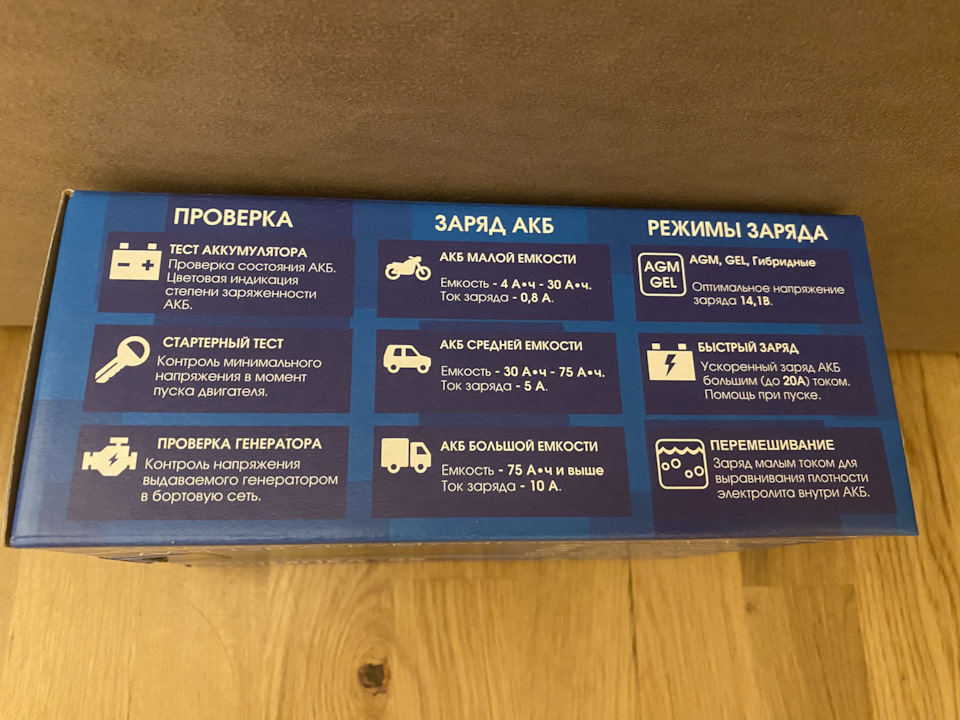 ПРОВЕРКА
ТЕСТ АККУМУЛЯТОРА
Проверка состояния АКБ.
Цветовая индикация
степени заряженности
АКБ.
СТАРТЕРНЫЙ ТЕСТ
Контроль минимального
напряжения в момент
пуска двигателя.
ПРОВЕРКА ГЕНЕРАТОРА
Контроль напряжения
выдаваемого генератором
в бортовую сеть.
ЗАРЯД АКБ
АКБ МАЛОЙ ЕМКОСТИ
Емкость - 4 А•ч - 30 А•ч.
Ток заряда - 0,8 А.
АКБ СРЕДНЕЙ ЕМКОСТИ
Емкость - 30 А•ч - 75 А•ч.
Ток заряда - 5 А.
АКБ БОЛЬШОЙ ЕМКОСТИ
Емкость - 75 А•ч и выше
Ток заряда - 10 А.
РЕЖИМЫ ЗАРЯДА
AGM
GEL
AGM, GEL, Гибридные
Оптимальное напряжение
заряда 14,1В.
БЫСТРЫЙ ЗАРЯД
Ускоренный заряд АКБ
большим (до 20А) током.
Помощь при пуске.
ПЕРЕМЕШИВАНИЕ
Заряд малым током для
выравнивания плотности
электролита внутри АКБ.